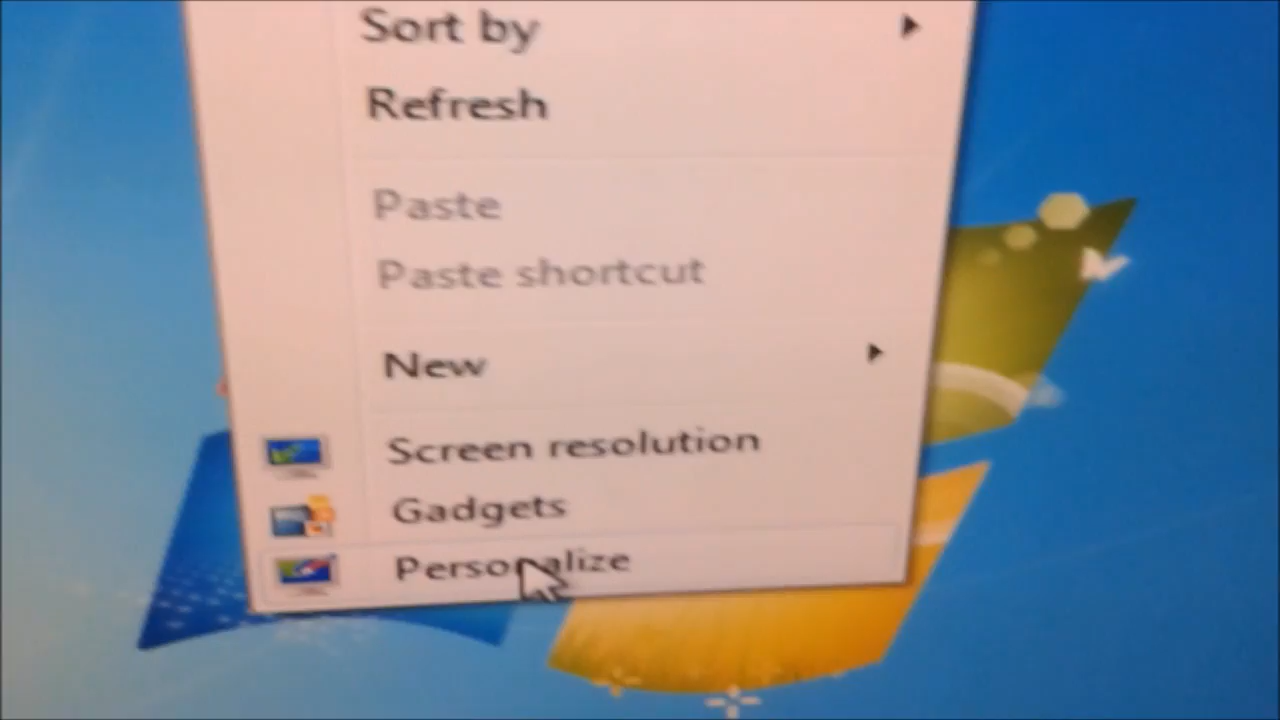 Sort by
Refresh
Paste
Paste shortcut
New
Screen resolution
Gadgets
Personalize